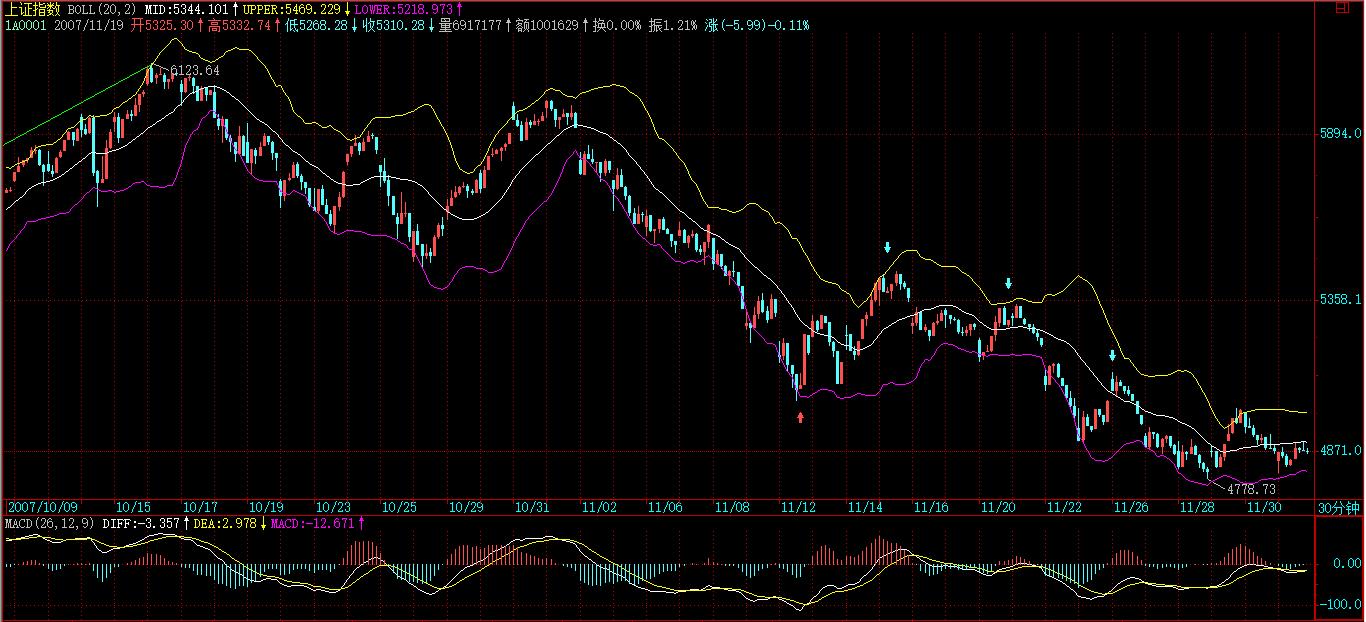 上证指数 BOLL(20,2) MID:5344.101↑UPPER:5469.229↓LOWER:5218.973↑
1A0001 2007/11/19 开5325.30↑高5332.74↑低5268.28↓收5310.28↓量6917177↑额1001629↑换0.00% 振1.21% 涨(-5.99)-0.11%
6123.64
5894.0
5358.1
4871.0
4778.73
2007/10/09 10/15 10/17 10/19 10/23 10/25 10/29 10/31 11/02 11/06 11/08 11/12 11/14 11/16 11/20 11/22 11/26 11/28 11/30 30分钟
MACD(26,12,9) DIFF:-3.357↑DEA:2.978↓MACD:-12.671↑
0.00
-100.0